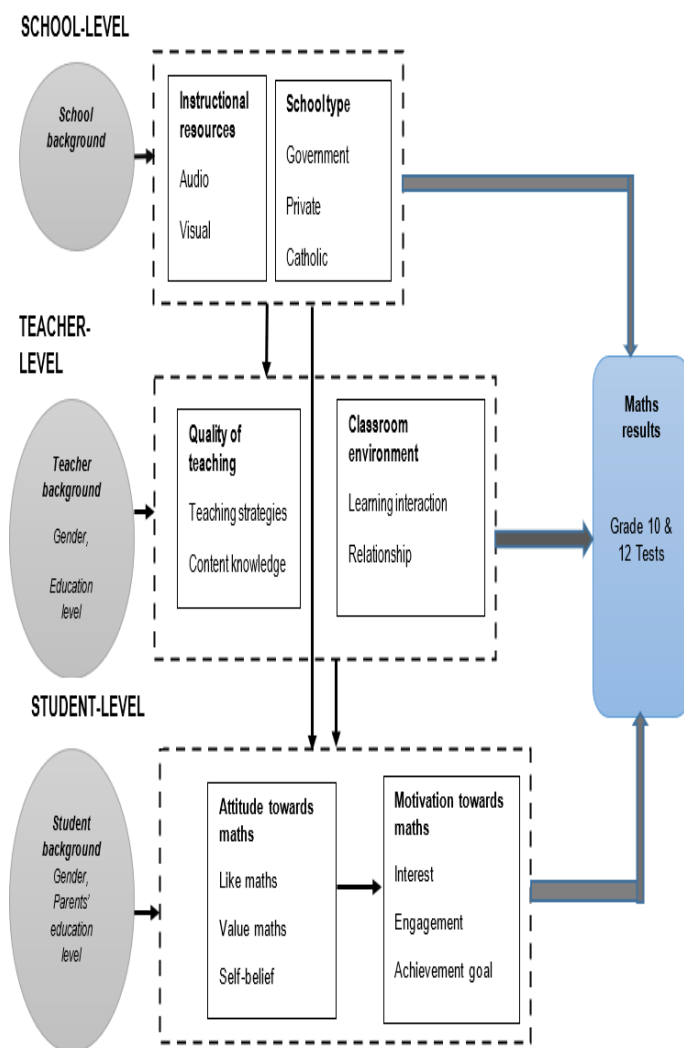 SCHOOL-LEVEL
School
background
Instructional
resources
Audio
Visual
School type
Government
Private
Catholic
TEACHER-
LEVEL
Teacher
background
Gender,
Education
level
Quality of
teaching
Teaching strategies
Content knowledge
Classroom
environment
Learning interaction
Relationship
Maths
results
Grade 10 &
12 Tests
STUDENT-LEVEL
Student
background
Gender,
Parents'
education
level
Attitude towards
maths
Like maths
Value maths
Self-belief
Motivation towards
maths
Interest
Engagement
Achievement goal